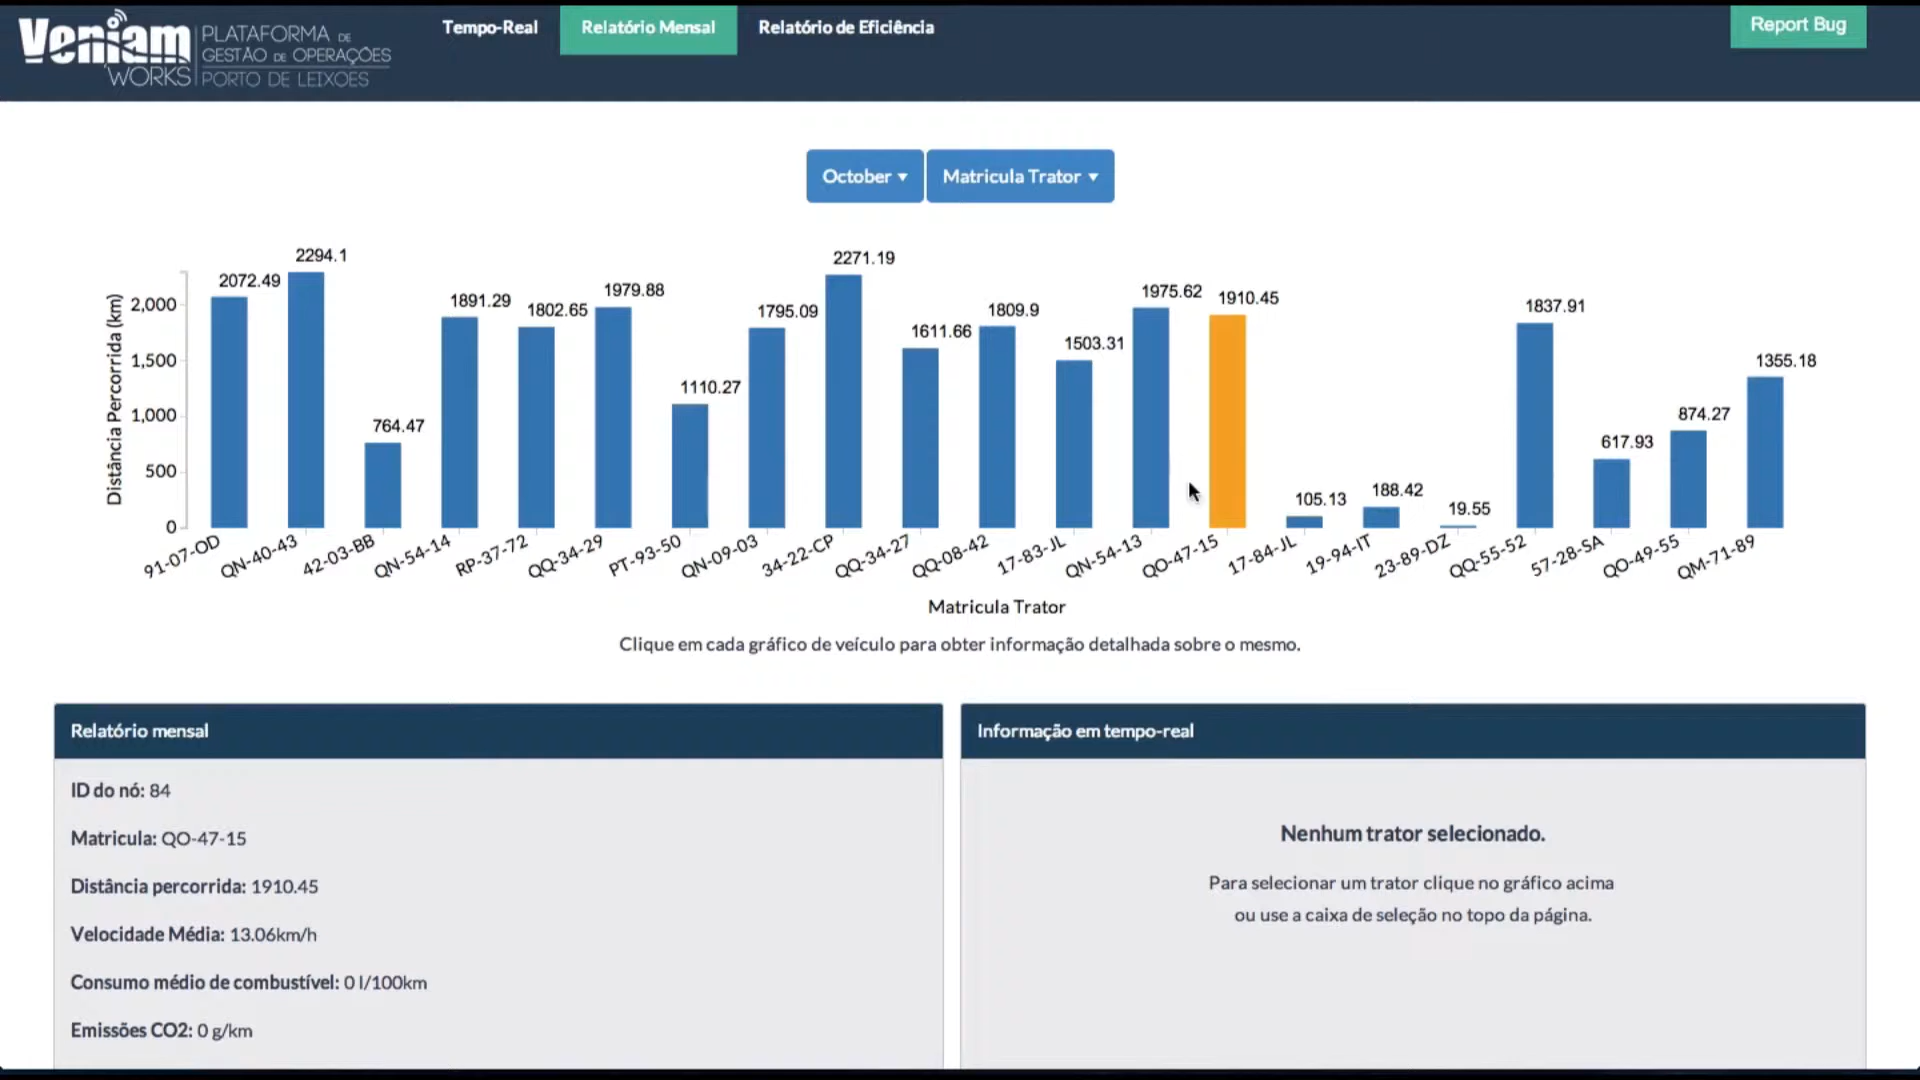 Veniam
WORKS
PLATAFORMA DE
GESTÃO DE OPERAÇÕES
PORTO DE LEIXOES
Tempo-Real
Relatório Mensal
Relatório de Eficiência
Report Bug
October
Matricula Trator
Distância Percorrida (km)
2,000
1,500
1,000
500
0
2072.49
2294.1
764.47
1891.29
1802.65
1979.88
1110.27
1795.09
2271.19
1611.66
1809.9
1503.31
1975.62
1910.45
105.13
188.42
19.55
1837.91
617.93
874.27
1355.18
91-07-OD
QN-40-43
42-03-BB
QN-54-14
RP-37-72
QQ-34-29
PT-93-50
QN-09-03
34-22-CP
QQ-34-27
QQ-08-42
17-83-JL
QN-54-13
QO-47-15
17-84-JL
19-94-IT
23-89-DZ
QQ-55-52
57-28-SA
QO-49-55
QM-71-89
Matricula Trator
Clique em cada gráfico de veículo para obter informação detalhada sobre o mesmo.
Relatório mensal
ID do nó: 84
Matricula: QO-47-15
Distância percorrida: 1910.45
Velocidade Média: 13.06km/h
Consumo médio de combustível: 0 l/100km
Emissões CO2: 0 g/km
Informação em tempo-real
Nenhum trator selecionado.
Para selecionar um trator clique no gráfico acima
ou use a caixa de seleção no topo da página.